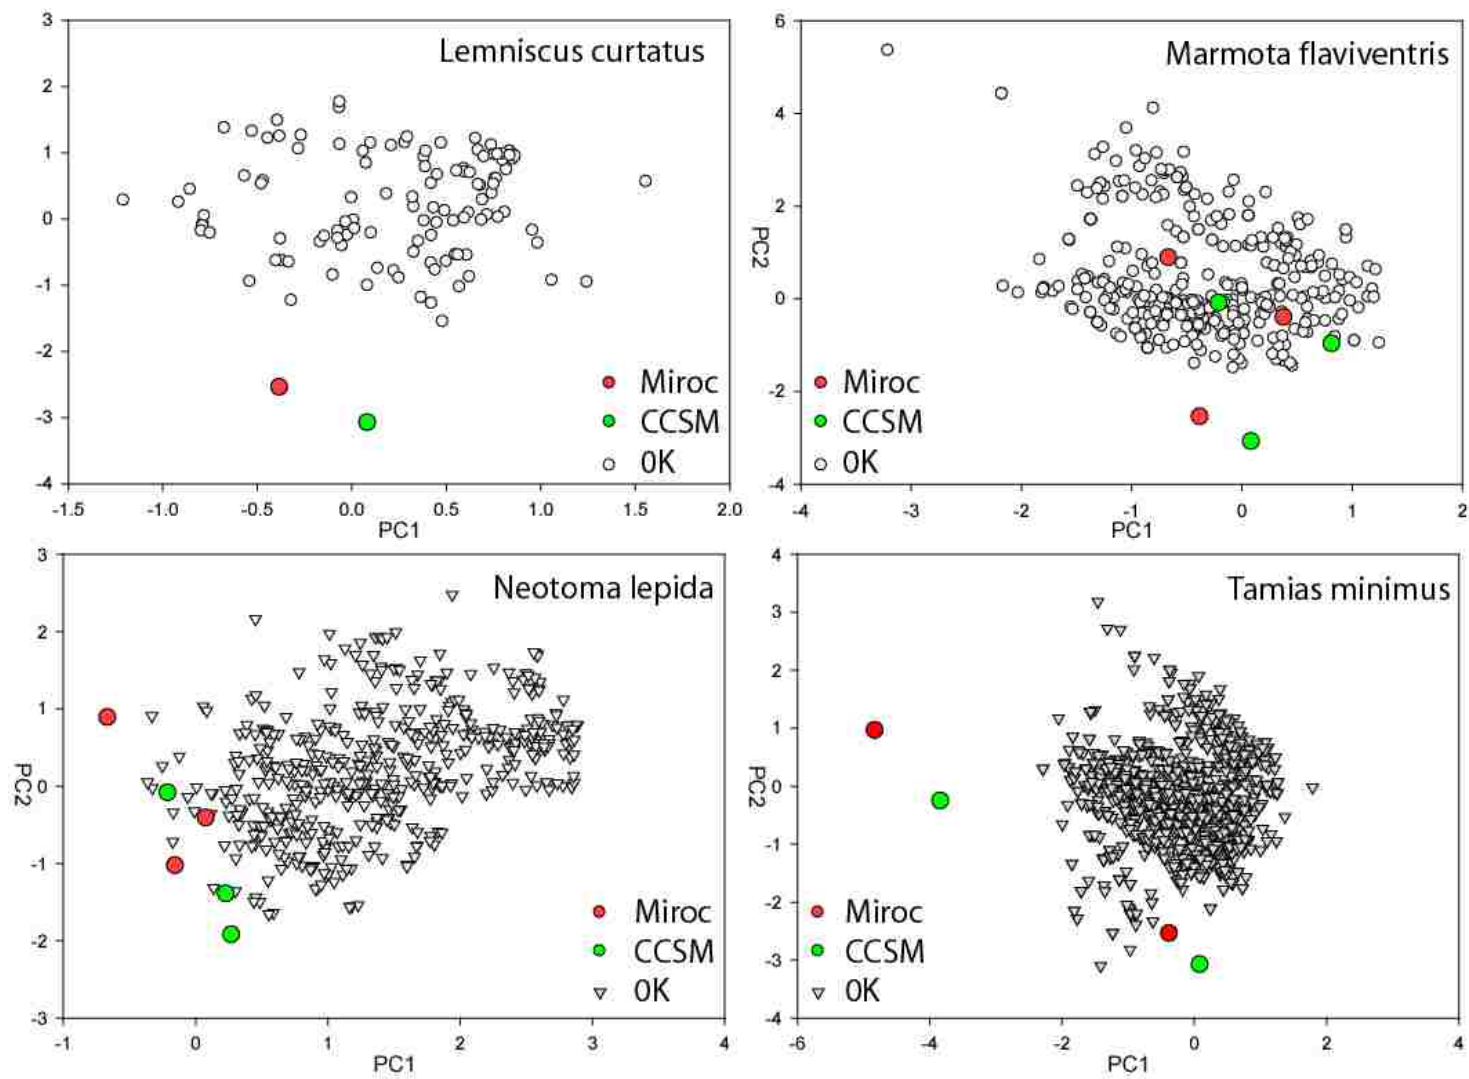 Lemniscus curtatus
3
2
1
0
-1
-2
-3
-4
Miroc
CCSM
0K
-1.5 -1.0 -0.5 0.0 0.5 1.0 1.5 2.0
PC1
Marmota flaviventris
6
4
2
0
-2
-4
PC2
Miroc
CCSM
0K
-4 -3 -2 -1 0 1 2
PC1
Neotoma lepida
3
2
1
0
-1
-2
-3
PC2
Miroc
CCSM
0K
-1 0 1 2 3 4
PC1
Tamias minimus
4
3
2
1
0
-1
-2
-3
-4
PC2
Miroc
CCSM
0K
-6 -4 -2 0 2 4
PC1